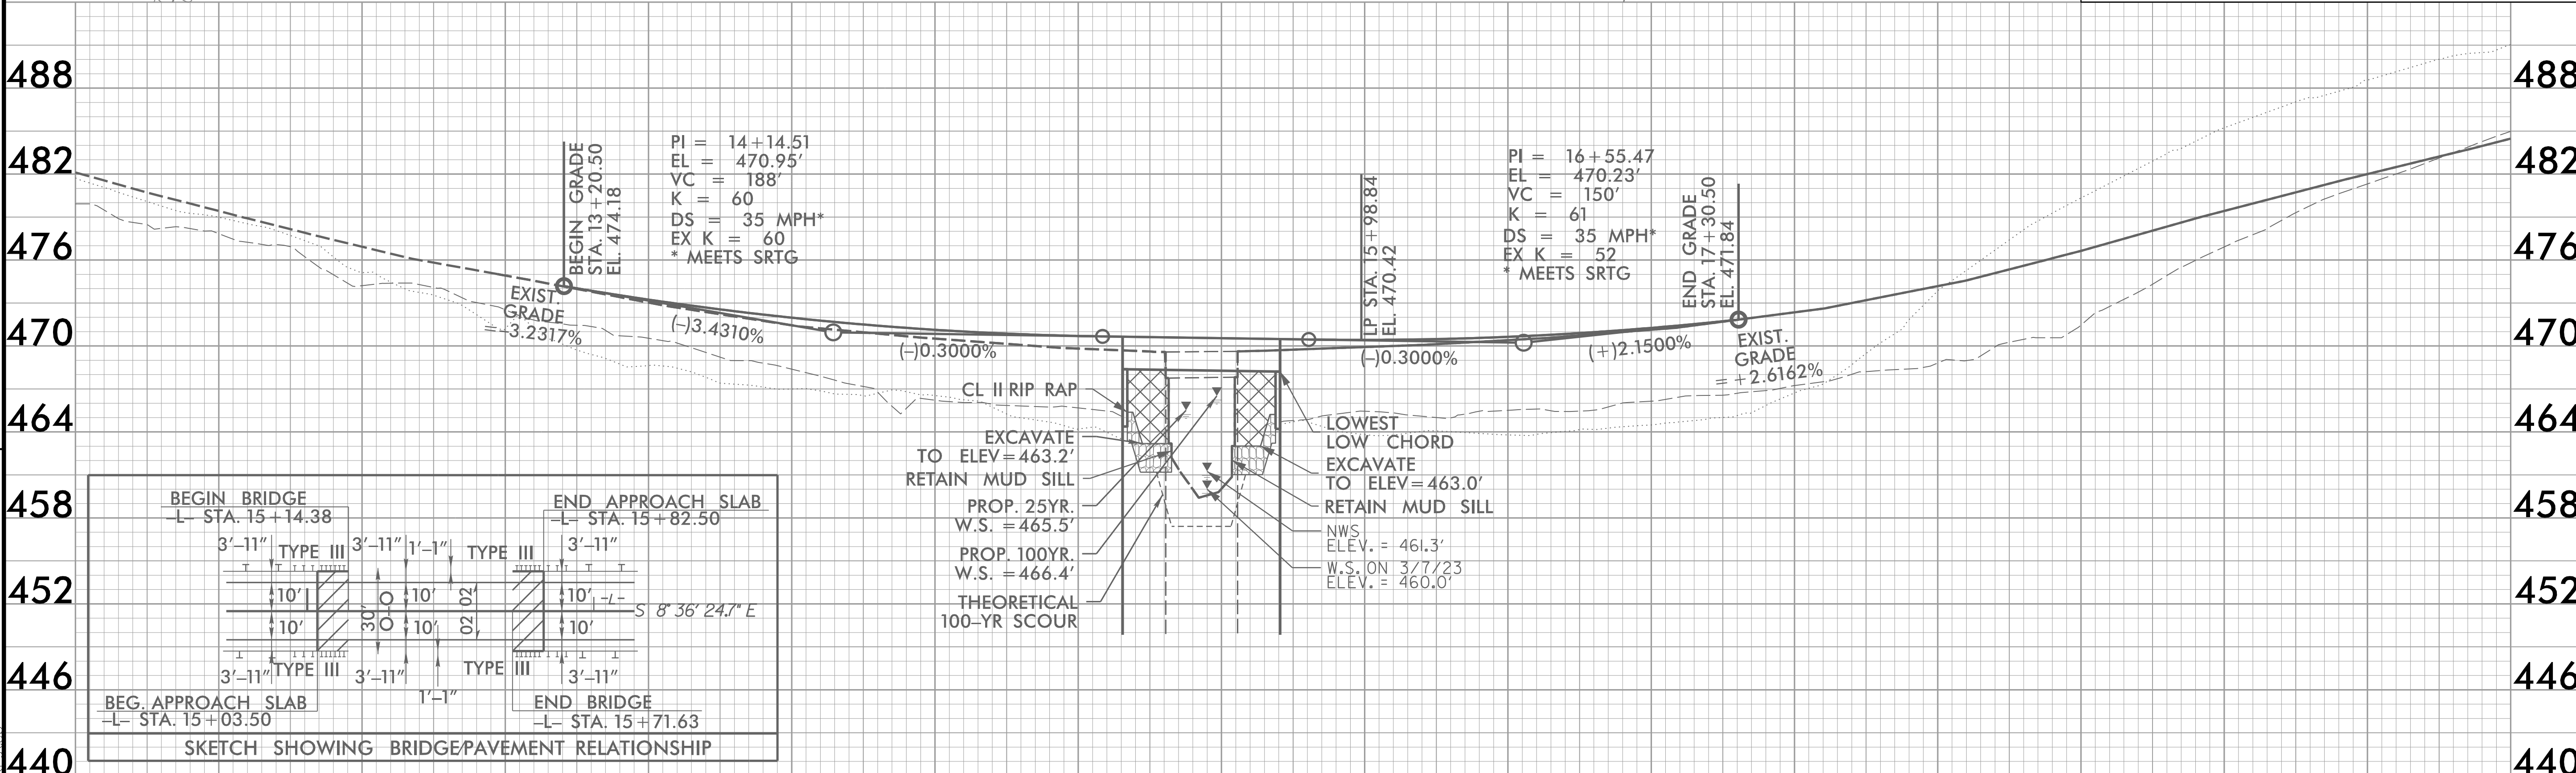 488
482
476
470
464
458
452
446
440
488
482
476
470
464
458
452
446
440
BEGIN GRADE
STA. 13+20.50
EL. 474.18
PI = 14+14.51
EL = 470.95'
VC = 188'
K = 60
DS = 35 MPH*
EX K = 60
* MEETS SRTG
EXIST.
GRADE
= -3.2317%
(-)3.4310%
(-)0.3000%
LP STA. 15+98.84
EL. 470.42
(-)0.3000%
PI = 16+55.47
EL = 470.23'
VC = 150'
K = 61
DS = 35 MPH*
EX K = 52
* MEETS SRTG
END GRADE
STA. 17+30.50
EL. 471.84
(+)2.1500%
EXIST.
GRADE
= +2.6162%
CL II RIP RAP
EXCAVATE
TO ELEV=463.2'
RETAIN MUD SILL
PROP. 25YR.
W.S. =465.5'
PROP. 100YR.
W.S. =466.4'
THEORETICAL
100-YR SCOUR
LOWEST
LOW CHORD
EXCAVATE
TO ELEV=463.0'
RETAIN MUD SILL
NWS
ELEV. = 461.3'
W.S. ON 3/7/23
ELEV. = 460.0'
BEGIN BRIDGE
-L- STA. 15+14.38
END APPROACH SLAB
-L- STA. 15+82.50
3'-11" TYPE III 3'-11" 1'-1" TYPE III 3'-11"
10' 10' 10' 10' -L-
30'
O-O
S 8° 36' 24.7" E
10' 10' 10' 10'
3'-11" TYPE III 3'-11" 1'-1" TYPE III 3'-11"
BEG. APPROACH SLAB
-L- STA. 15+03.50
END BRIDGE
-L- STA. 15+71.63
SKETCH SHOWING BRIDGE/PAVEMENT RELATIONSHIP